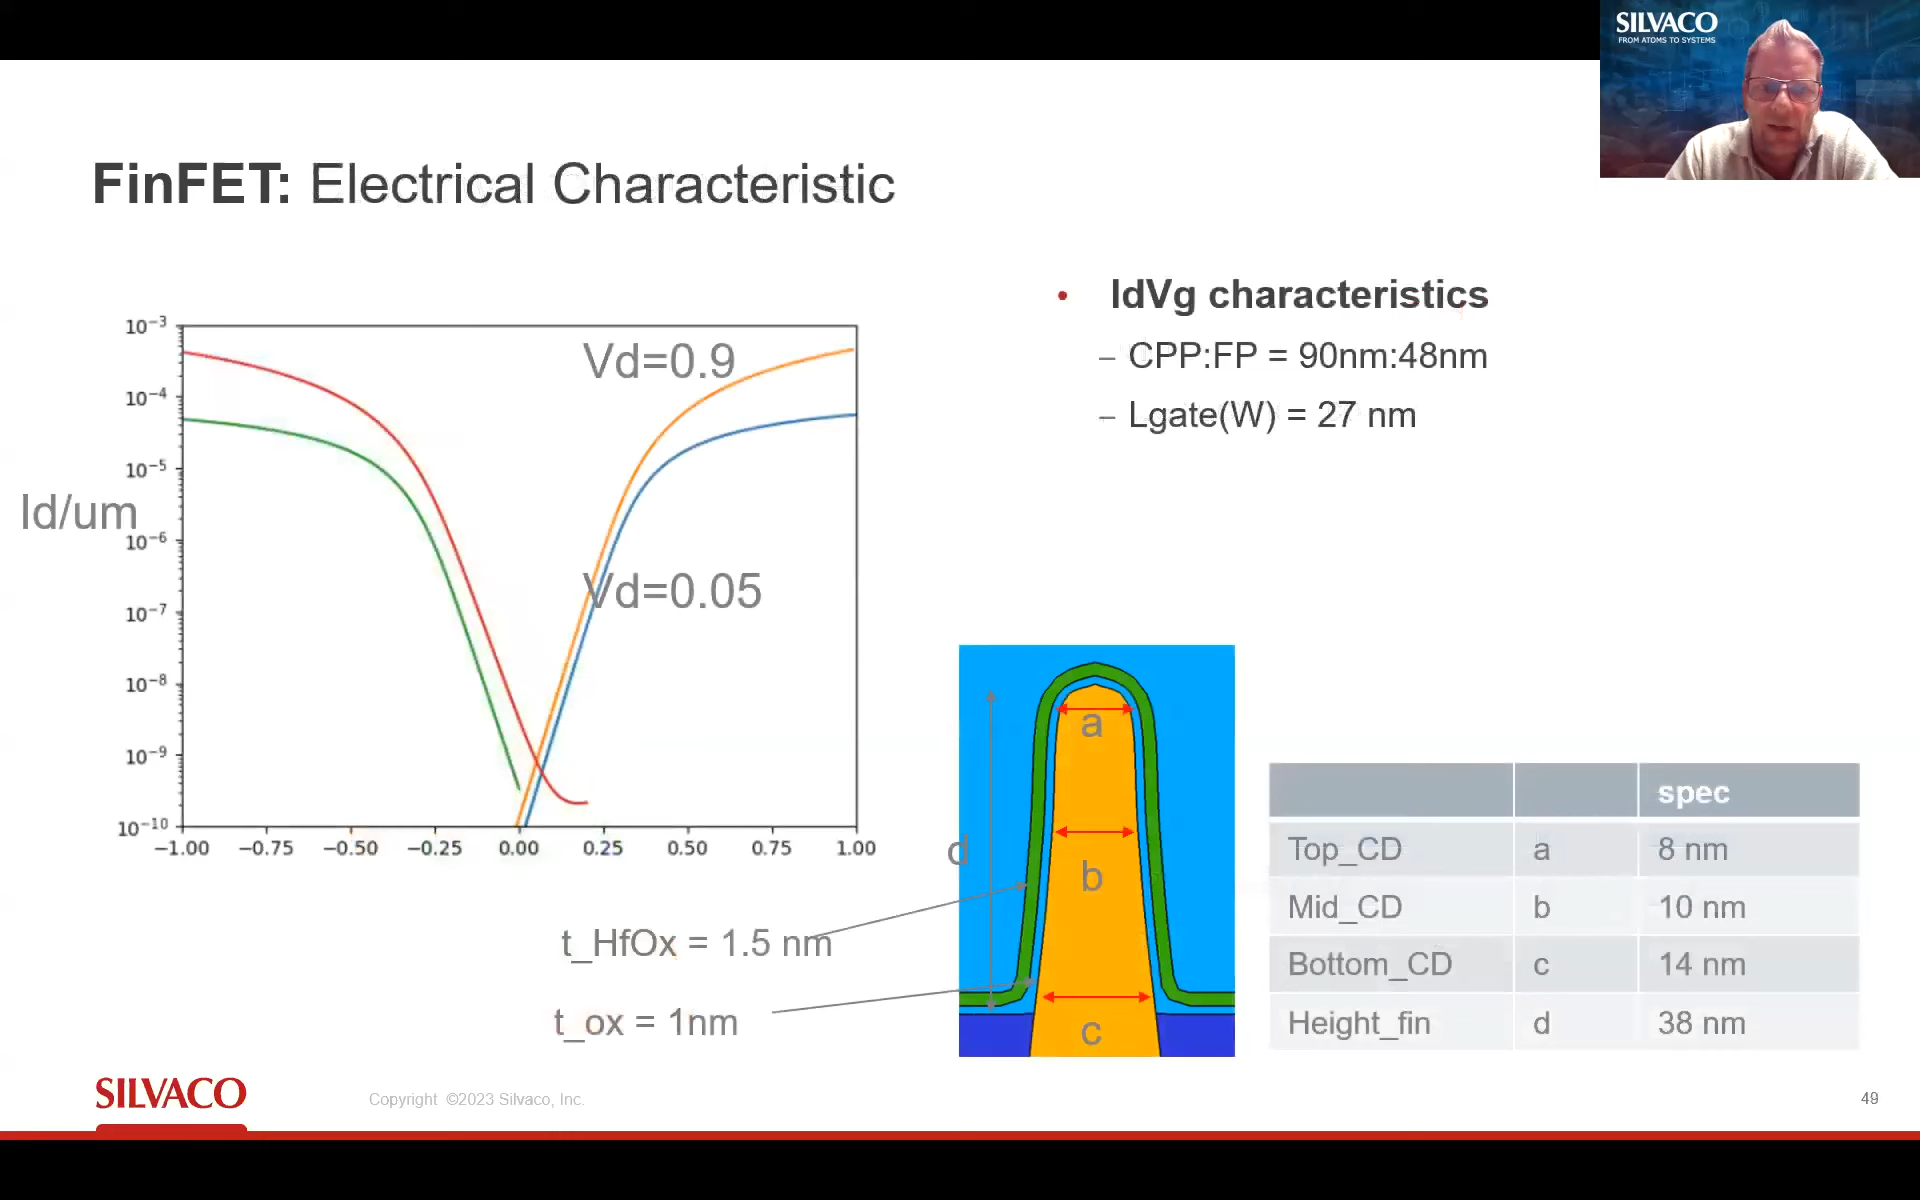 SILVACO
FROM ATOMS TO SYSTEMS
FinFET: Electrical Characteristic
• IdVg characteristics
– CPP:FP = 90nm:48nm
– Lgate(W) = 27 nm
Id/um
Vd=0.9
Vd=0.05
10⁻³
10⁻⁴
10⁻⁵
10⁻⁶
10⁻⁷
10⁻⁸
10⁻⁹
10⁻¹⁰
−1.00 −0.75 −0.50 −0.25 0.00 0.25 0.50 0.75 1.00
t_HfOx = 1.5 nm
t_ox = 1nm
a
b
c
d
spec
Top_CD a 8 nm
Mid_CD b 10 nm
Bottom_CD c 14 nm
Height_fin d 38 nm
SILVACO
Copyright ©2023 Silvaco, Inc.
49